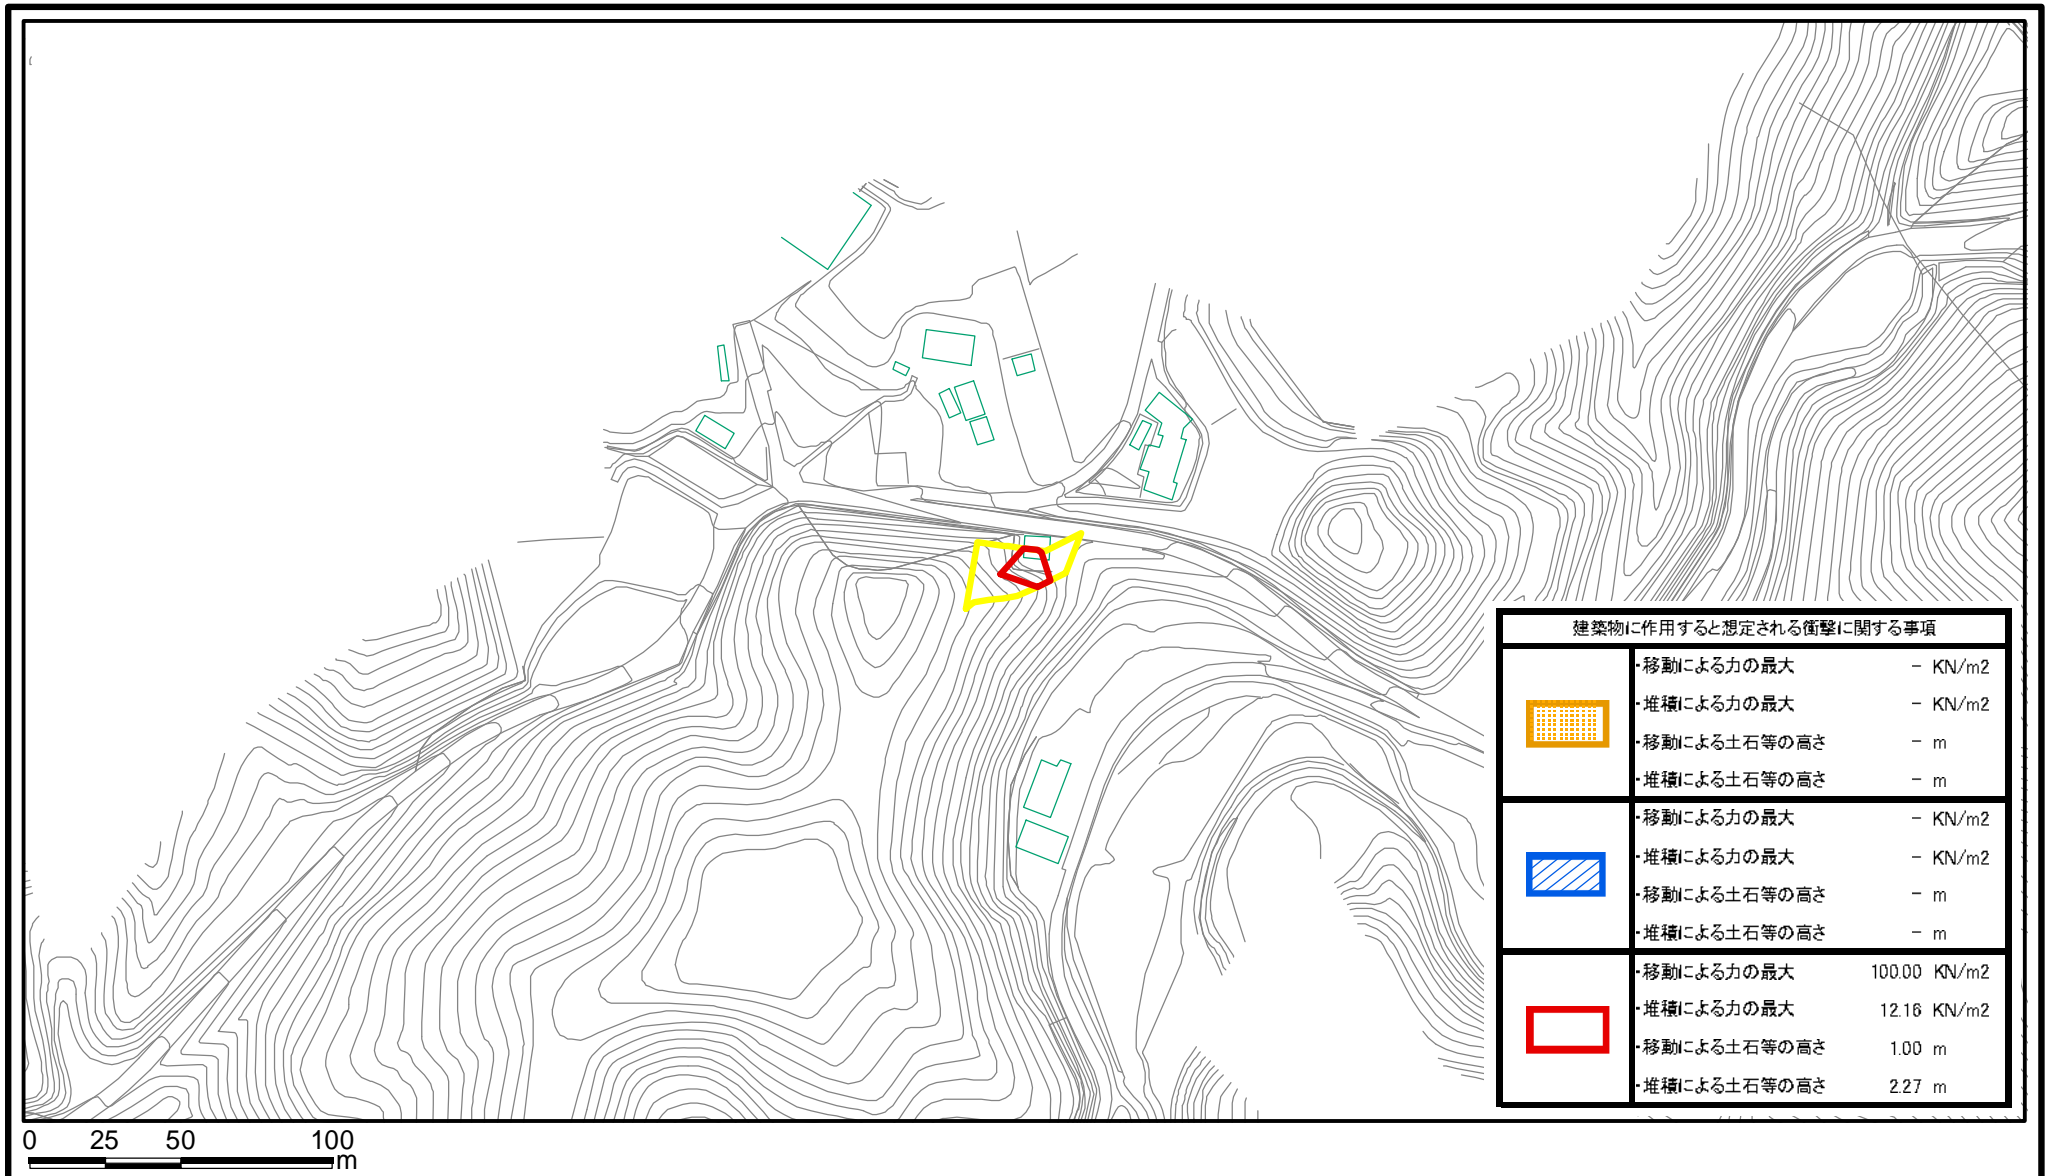 建築物に作用すると想定される衝撃に関する事項
・移動による力の最大 － KN/m2
・堆積による力の最大 － KN/m2
・移動による土石等の高さ － m
・堆積による土石等の高さ － m
・移動による力の最大 － KN/m2
・堆積による力の最大 － KN/m2
・移動による土石等の高さ － m
・堆積による土石等の高さ － m
・移動による力の最大 100.00 KN/m2
・堆積による力の最大 12.16 KN/m2
・移動による土石等の高さ 1.00 m
・堆積による土石等の高さ 2.27 m
0 25 50 100
m